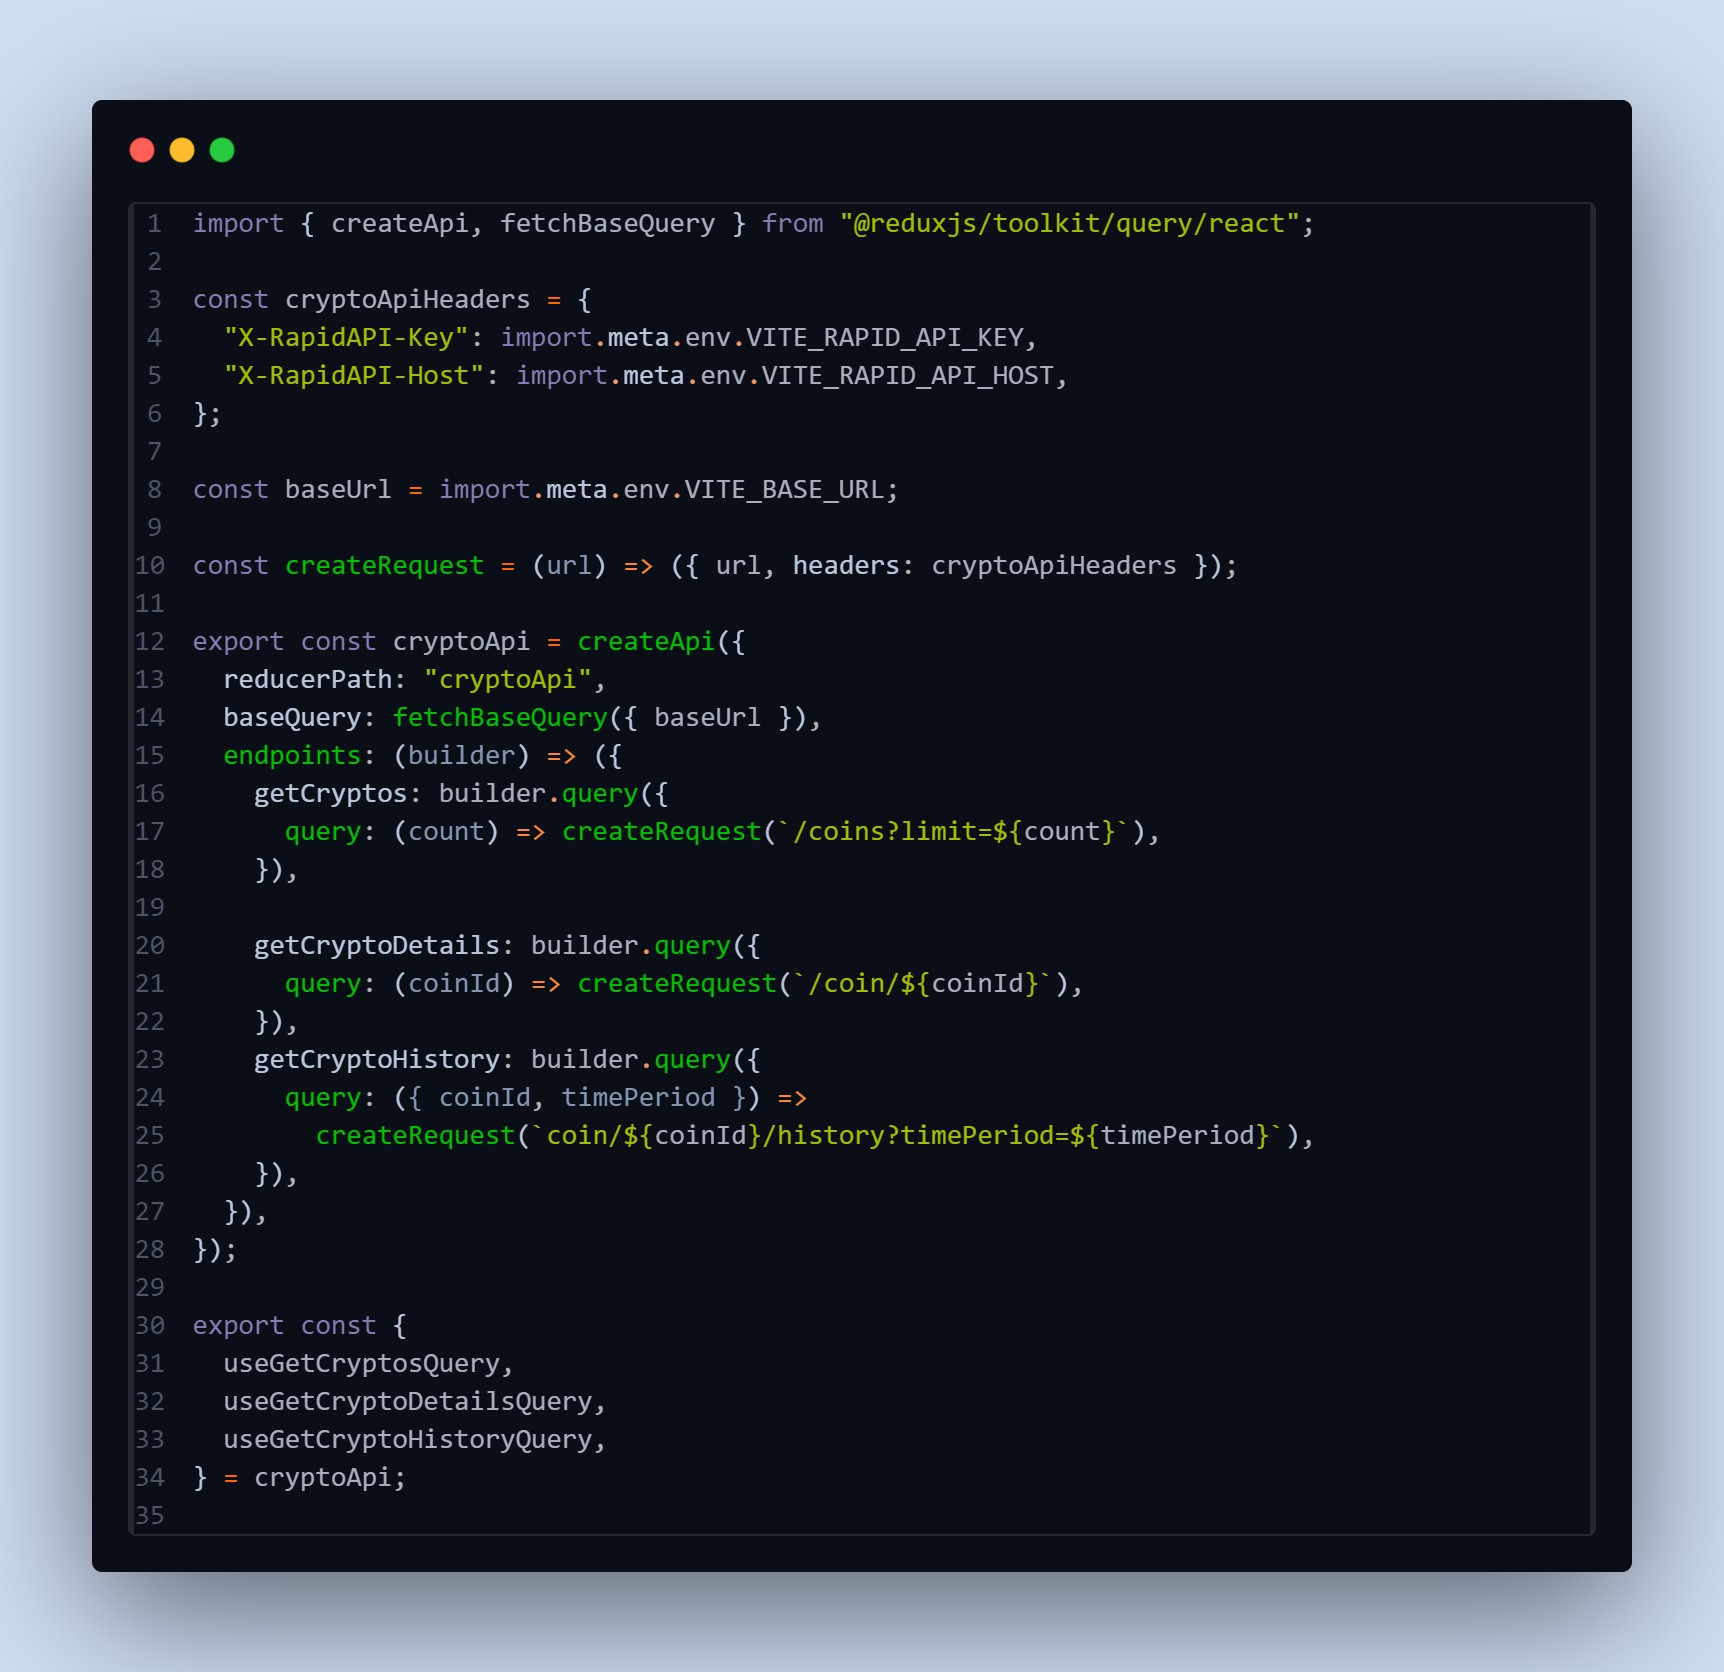 1 import { createApi, fetchBaseQuery } from "@reduxjs/toolkit/query/react";
2
3 const cryptoApiHeaders = {
4   "X-RapidAPI-Key": import.meta.env.VITE_RAPID_API_KEY,
5   "X-RapidAPI-Host": import.meta.env.VITE_RAPID_API_HOST,
6 };
7
8 const baseUrl = import.meta.env.VITE_BASE_URL;
9
10 const createRequest = (url) => ({ url, headers: cryptoApiHeaders });
11
12 export const cryptoApi = createApi({
13   reducerPath: "cryptoApi",
14   baseQuery: fetchBaseQuery({ baseUrl }),
15   endpoints: (builder) => ({
16     getCryptos: builder.query({
17       query: (count) => createRequest(`/coins?limit=${count}`),
18     }),
19
20     getCryptoDetails: builder.query({
21       query: (coinId) => createRequest(`/coin/${coinId}`),
22     }),
23     getCryptoHistory: builder.query({
24       query: ({ coinId, timePeriod }) =>
25         createRequest(`coin/${coinId}/history?timePeriod=${timePeriod}`),
26     }),
27   }),
28 });
29
30 export const {
31   useGetCryptosQuery,
32   useGetCryptoDetailsQuery,
33   useGetCryptoHistoryQuery,
34 } = cryptoApi;
35